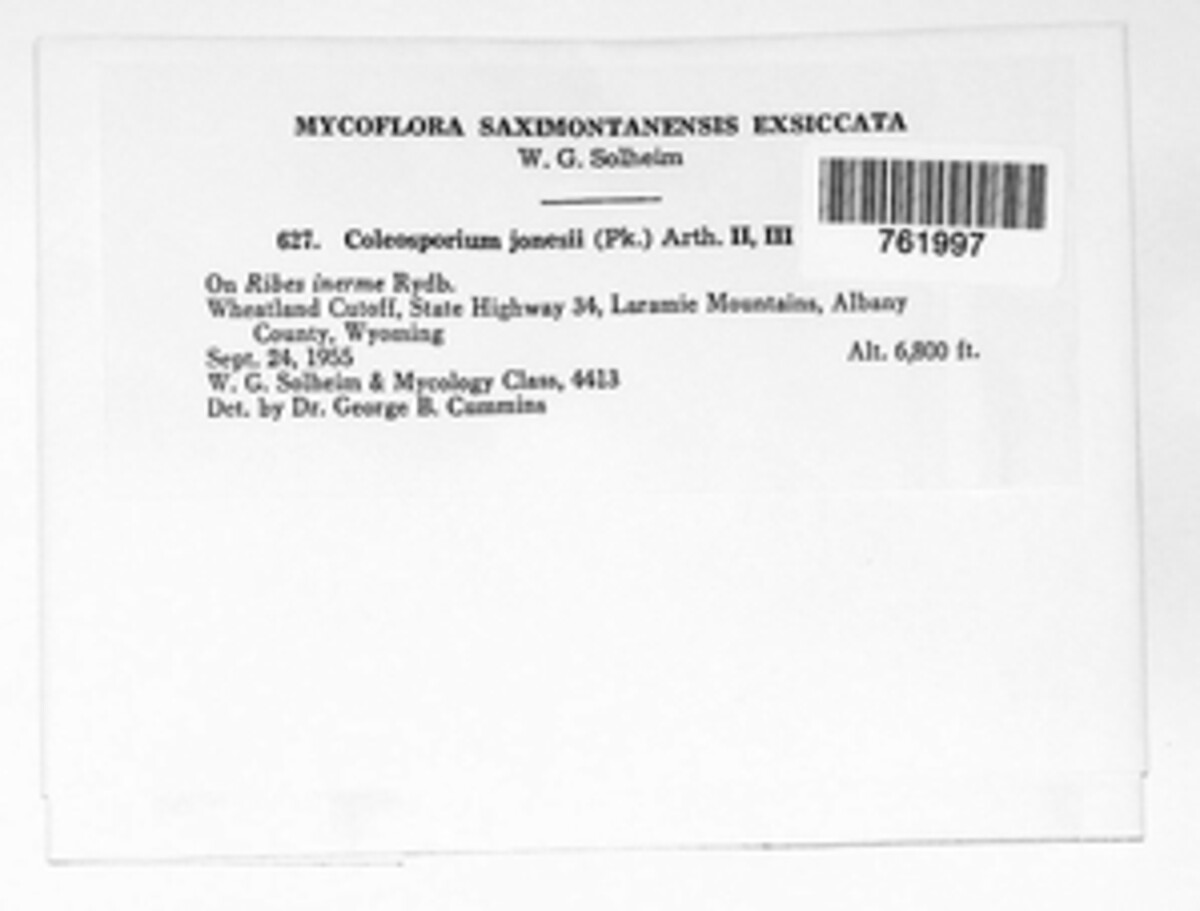 MYCOFLORA SAXIMONTANENSIS EXSICCATA
W. G. Solheim
627. Coleosporium jonesii (Pk.) Arth. II, III
761997
On Ribes inerme Rydb.
Wheatland Cutoff, State Highway 34, Laramie Mountains, Albany
County, Wyoming
Sept. 24, 1955
Alt. 6,800 ft.
W. G. Solheim & Mycology Class, 4413
Det. by Dr. George B. Cummins